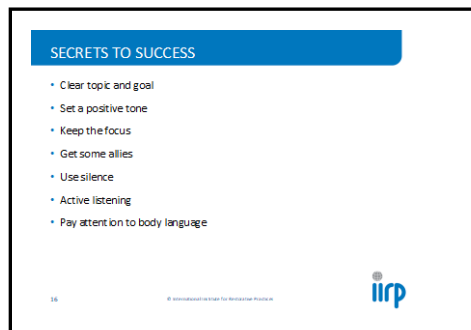 SECRETS TO SUCCESS
• Clear topic and goal
• Set a positive tone
• Keep the focus
• Get some allies
• Use silence
• Active listening
• Pay attention to body language
16
© International Institute for Restorative Practices
iirp